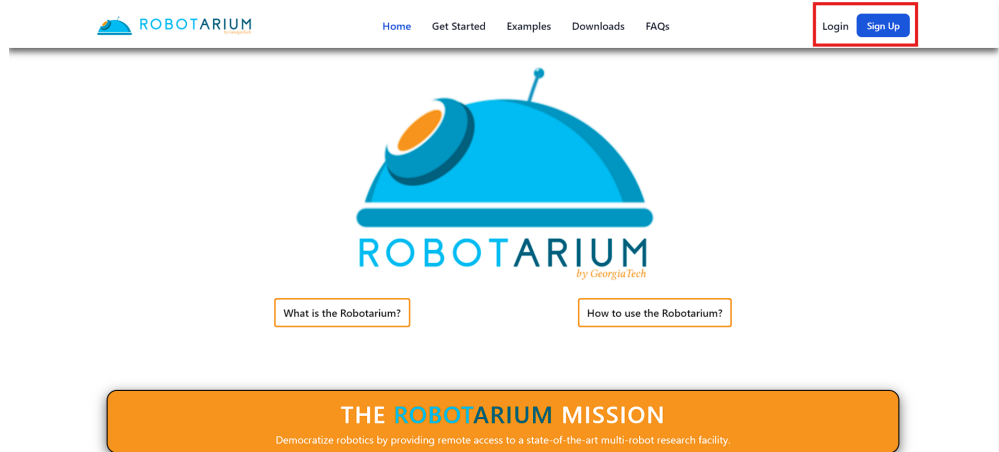 ROBOTARIUM
by GeorgiaTech
Home Get Started Examples Downloads FAQs
Login Sign Up
ROBOTARIUM
by GeorgiaTech
What is the Robotarium? How to use the Robotarium?
THE ROBOTARIUM MISSION
Democratize robotics by providing remote access to a state-of-the-art multi-robot research facility.